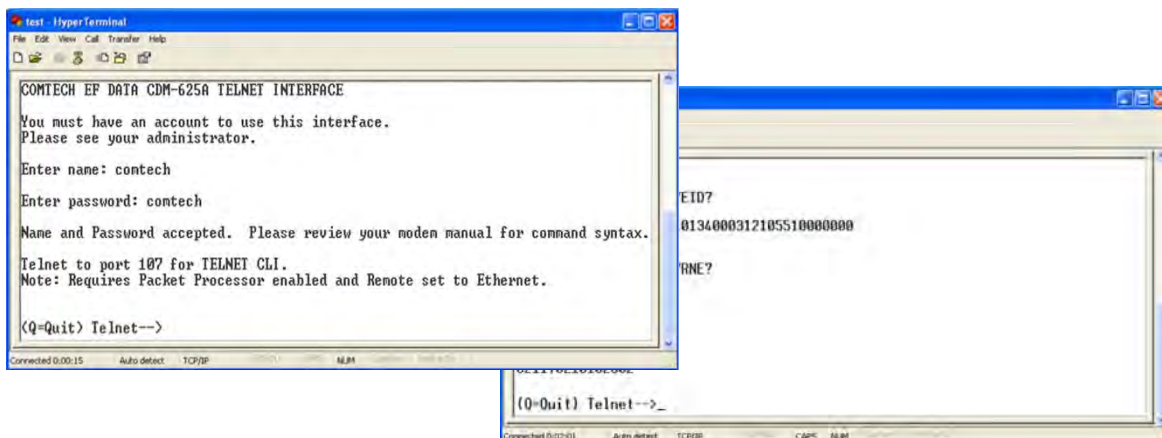 test - HyperTerminal
File Edit View Call Transfer Help
COMTECH EF DATA CDM-625A TELNET INTERFACE
You must have an account to use this interface.
Please see your administrator.
Enter name: comtech
Enter password: comtech
Name and Password accepted. Please review your modem manual for command syntax.
Telnet to port 107 for TELNET CLI.
Note: Requires Packet Processor enabled and Remote set to Ethernet.
(Q=Quit) Telnet-->
Connected 0:00:15 Auto detect TCP/IP NUM
EID?
RNE?
(Q=Quit) Telnet-->_
Connected 0:02:01 Auto detect TCP/IP CAPS NUM